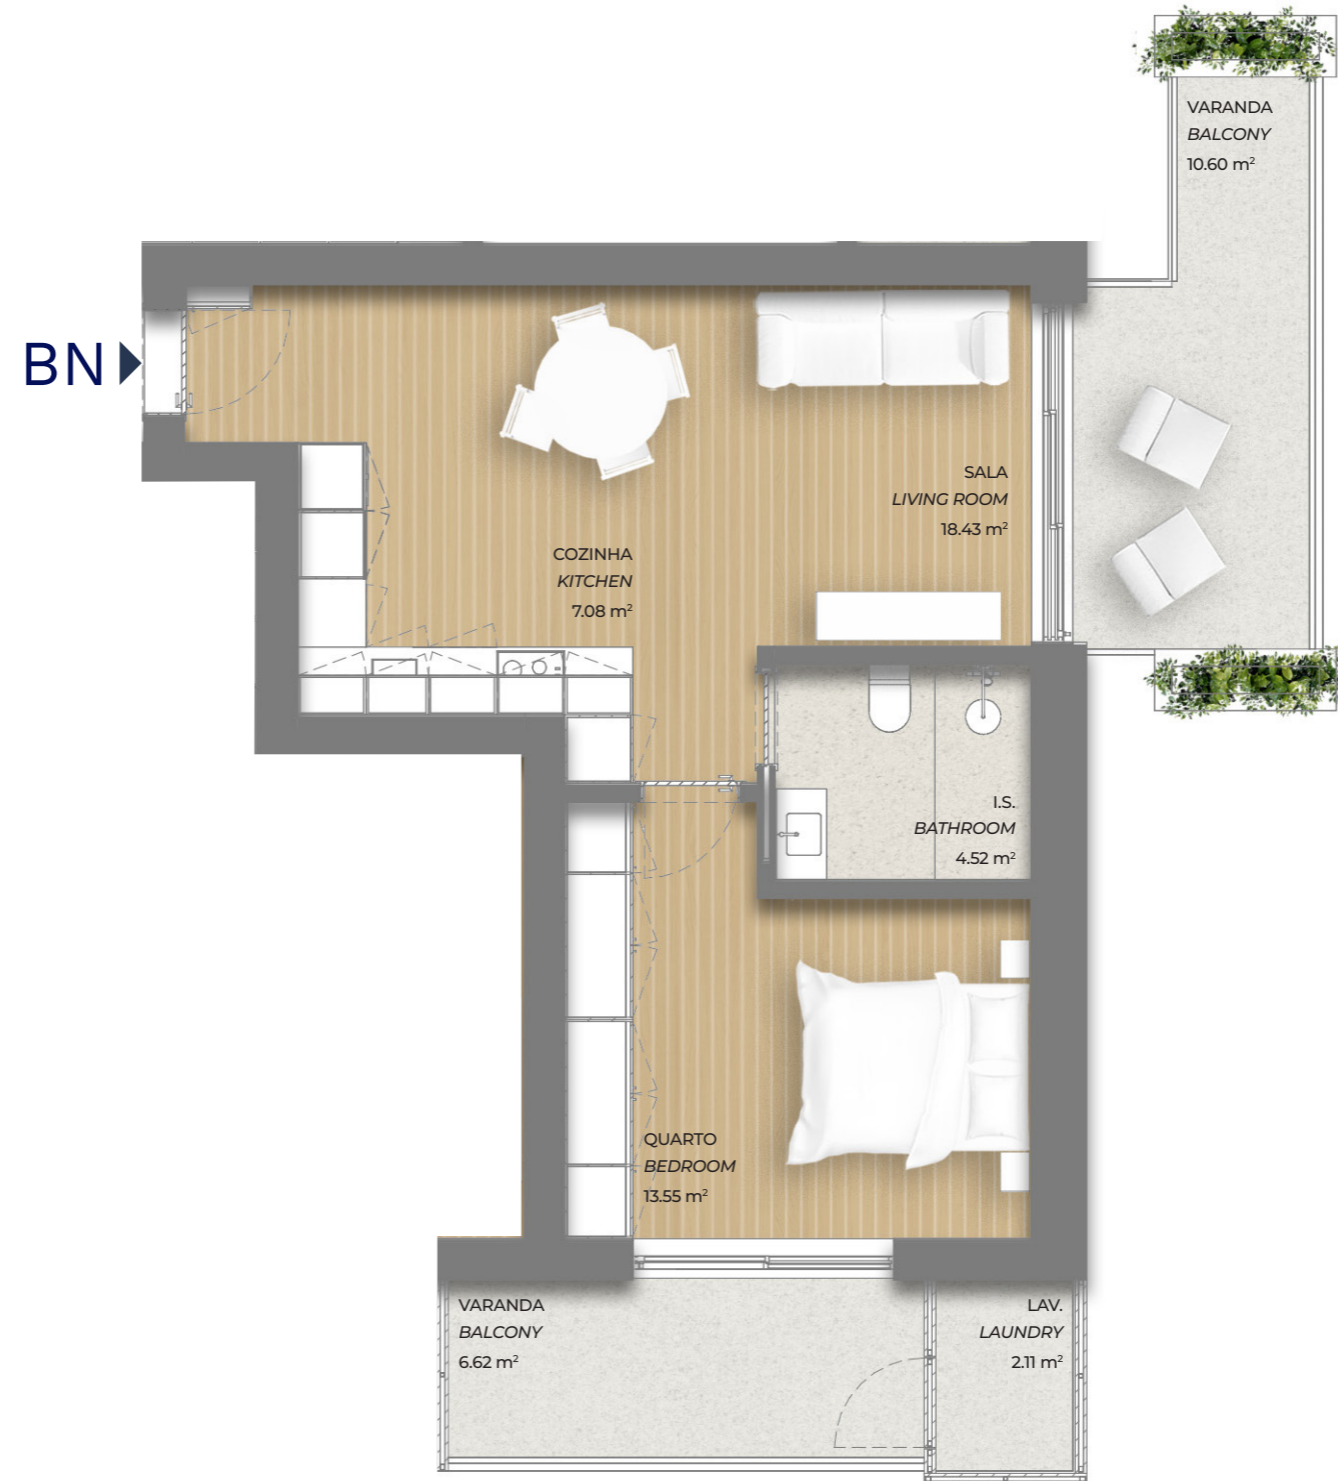 VARANDA
BALCONY
10.60 m²
BN
SALA
LIVING ROOM
18.43 m²
COZINHA
KITCHEN
7.08 m²
I.S.
BATHROOM
4.52 m²
QUARTO
BEDROOM
13.55 m²
VARANDA
BALCONY
6.62 m²
LAV.
LAUNDRY
2.11 m²